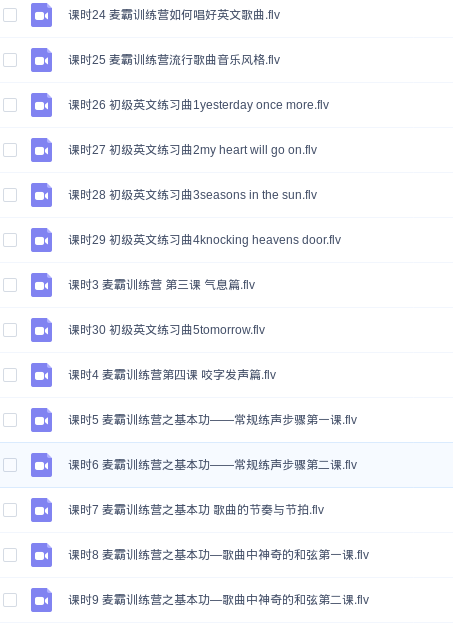 课时24 麦霸训练营如何唱好英文歌曲.flv
课时25 麦霸训练营流行歌曲音乐风格.flv
课时26 初级英文练习曲1yesterday once more.flv
课时27 初级英文练习曲2my heart will go on.flv
课时28 初级英文练习曲3seasons in the sun.flv
课时29 初级英文练习曲4knocking heavens door.flv
课时3 麦霸训练营 第三课 气息篇.flv
课时30 初级英文练习曲5tomorrow.flv
课时4 麦霸训练营第四课 咬字发声篇.flv
课时5 麦霸训练营之基本功——常规练声步骤第一课.flv
课时6 麦霸训练营之基本功——常规练声步骤第二课.flv
课时7 麦霸训练营之基本功 歌曲的节奏与节拍.flv
课时8 麦霸训练营之基本功—歌曲中神奇的和弦第一课.flv
课时9 麦霸训练营之基本功—歌曲中神奇的和弦第二课.flv